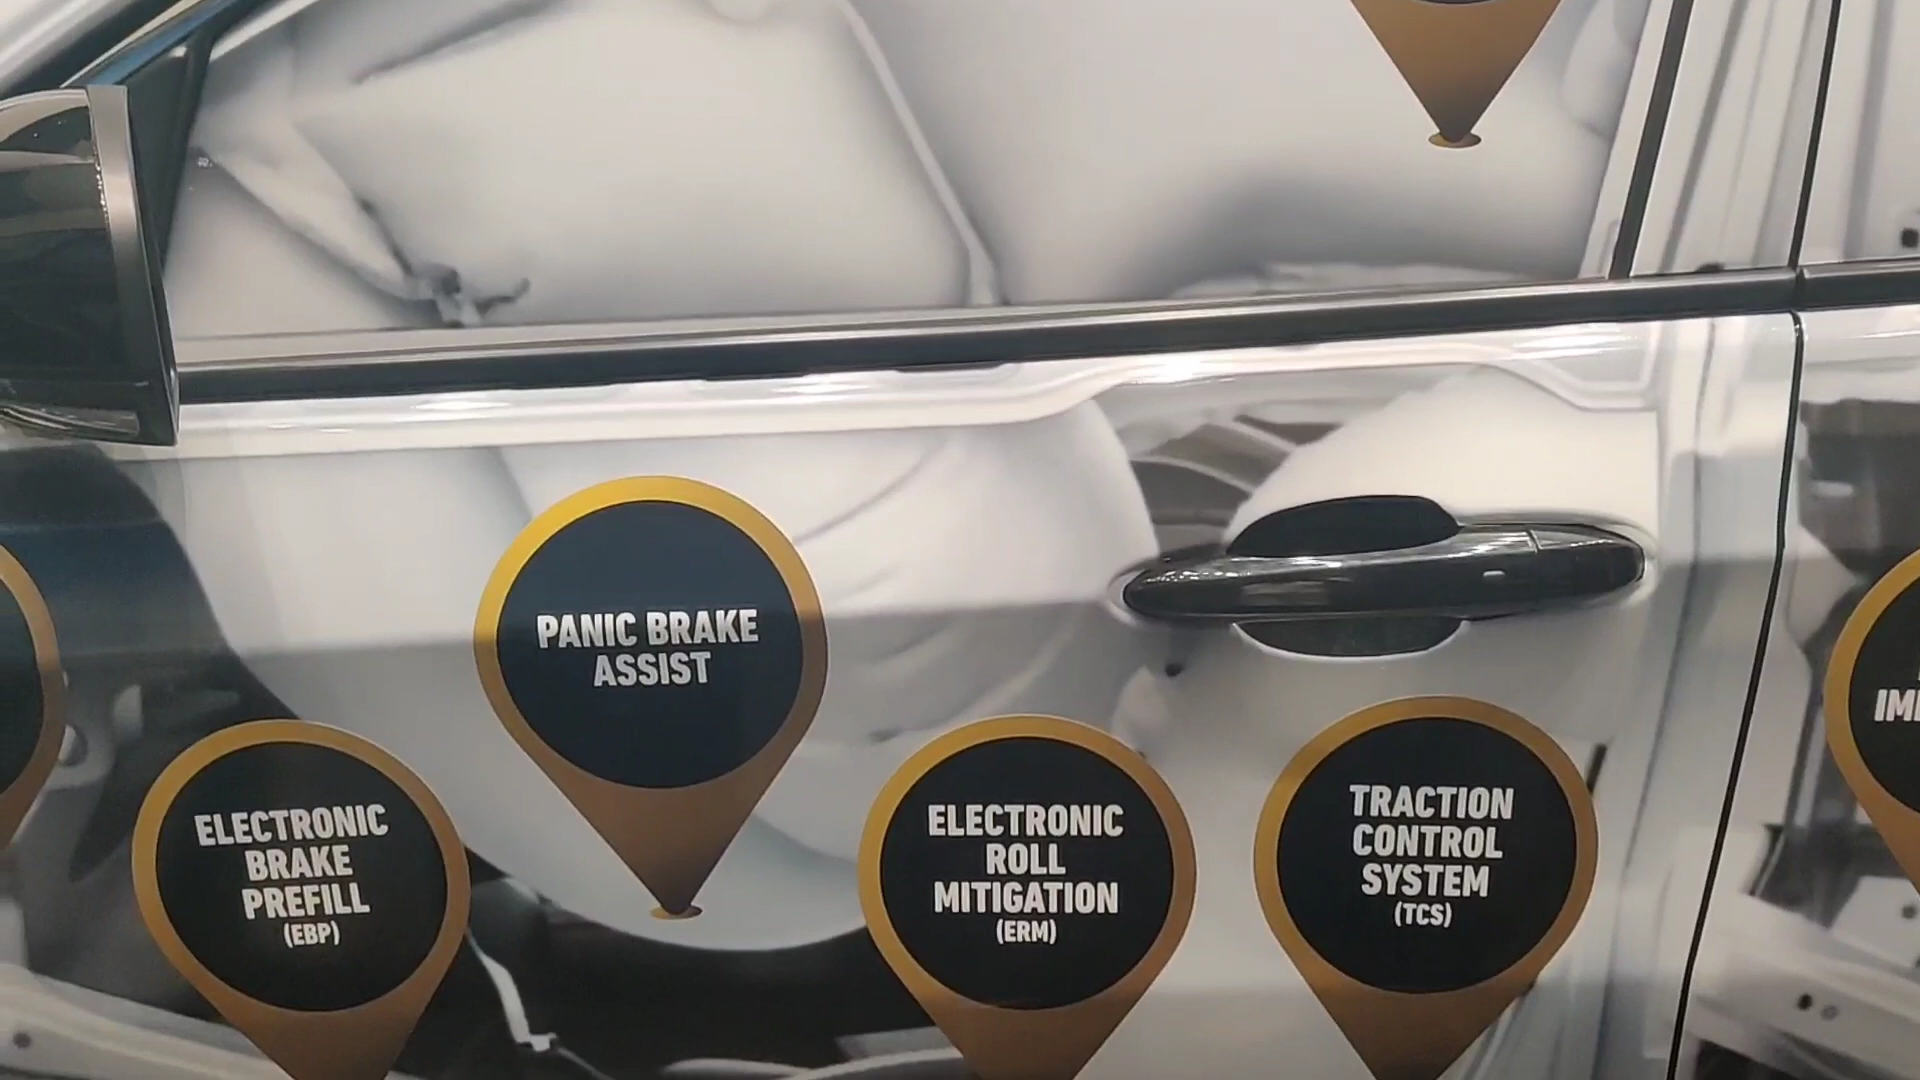 PANIC BRAKE
ASSIST
ELECTRONIC
BRAKE
PREFILL
(EBP)
ELECTRONIC
ROLL
MITIGATION
(ERM)
TRACTION
CONTROL
SYSTEM
(TCS)